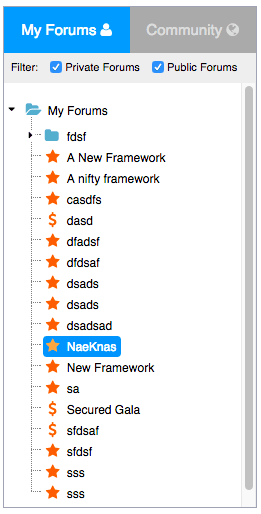 My Forums Community
Filter: Private Forums Public Forums
My Forums
fdsf
A New Framework
A nifty framework
casdfs
dasd
dfadsf
dfdsaf
dsads
dsads
dsadsad
NaeKnas
New Framework
sa
Secured Gala
sfdsaf
sfdsf
sss
sss